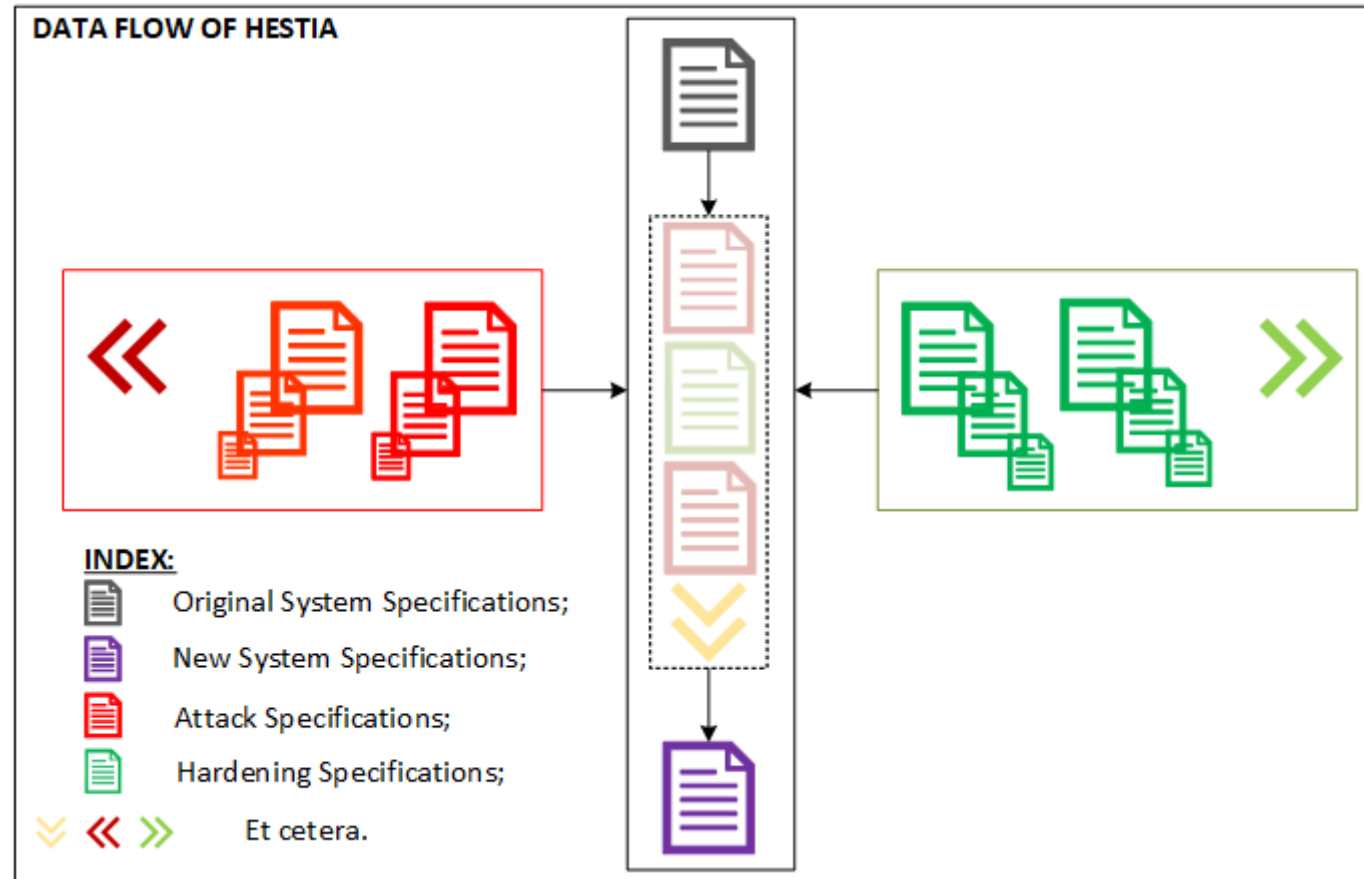 DATA FLOW OF HESTIA
INDEX:
Original System Specifications;
New System Specifications;
Attack Specifications;
Hardening Specifications;
Et cetera.